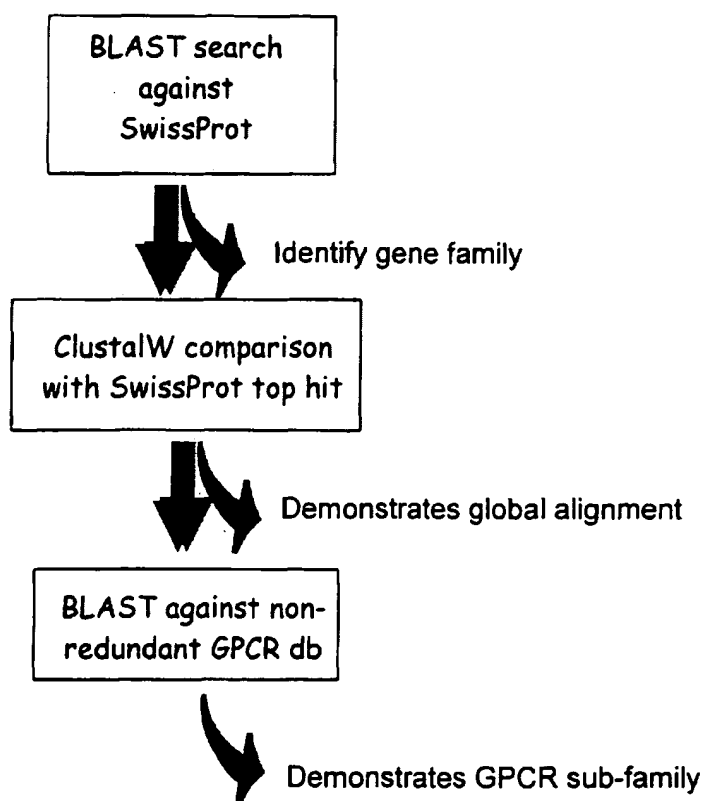 BLAST search
against
SwissProt
Identify gene family
ClustalW comparison
with SwissProt top hit
Demonstrates global alignment
BLAST against non-
redundant GPCR db
Demonstrates GPCR sub-family